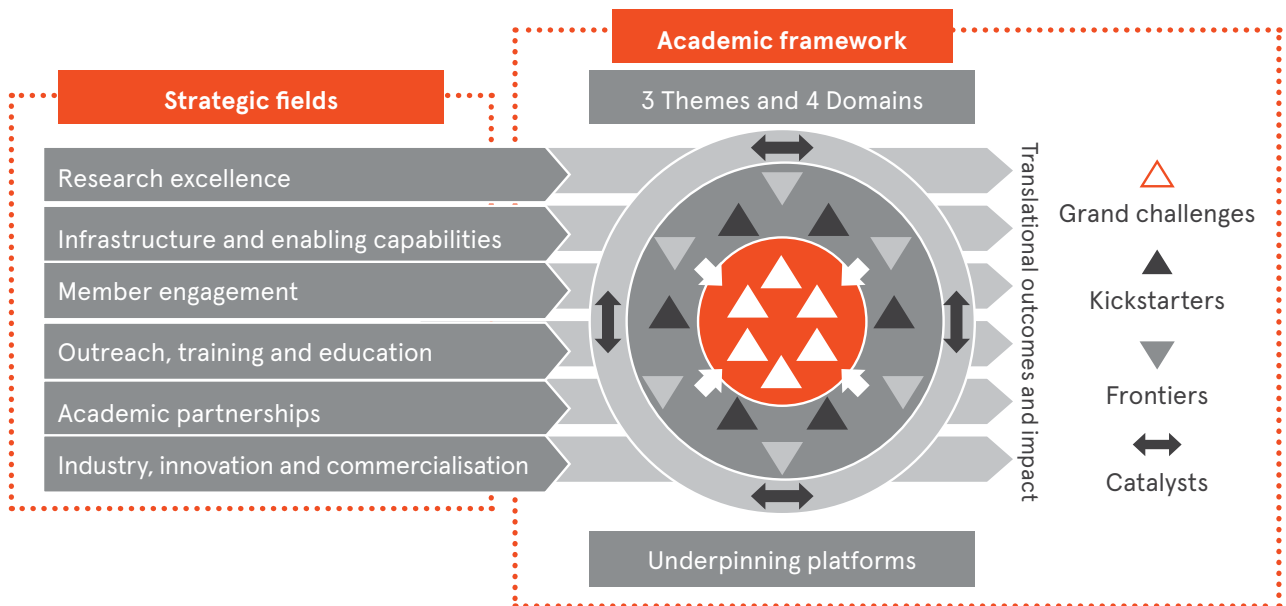 Academic framework
Strategic fields
3 Themes and 4 Domains
Research excellence
Infrastructure and enabling capabilities
Member engagement
Outreach, training and education
Academic partnerships
Industry, innovation and commercialisation
Translational outcomes and impact
Grand challenges
Kickstarters
Frontiers
Catalysts
Underpinning platforms